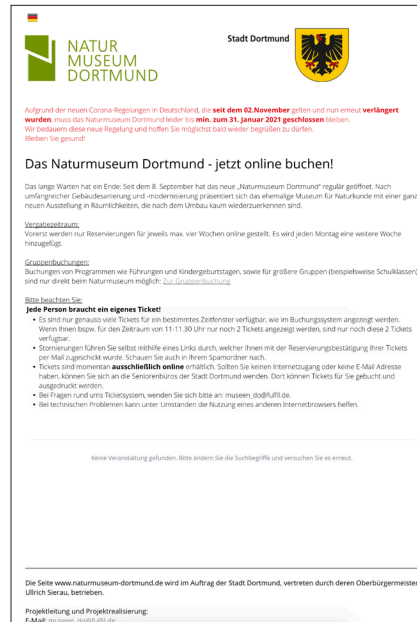 NATUR
MUSEUM
DORTMUND
Stadt Dortmund
Aufgrund der neuen Corona-Regelungen in Deutschland, die seit dem 02.November gelten und nun erneut verlängert
wurden, muss das Naturmuseum Dortmund leider bis min. zum 31. Januar 2021 geschlossen bleiben.
Wir bedauern diese neue Regelung und hoffen Sie möglichst bald wieder begrüßen zu dürfen.
Bleiben Sie gesund!
Das Naturmuseum Dortmund - jetzt online buchen!
Das lange Warten hat ein Ende: Seit dem 8. September hat das neue „Naturmuseum Dortmund" regulär geöffnet. Nach
umfangreicher Gebäudesanierung und -modernisierung präsentiert sich das ehemalige Museum für Naturkunde mit einer ganz
neuen Ausstellung in Räumlichkeiten, die nach dem Umbau kaum wiederzuerkennen sind.
Vergabezeitraum:
Vorerst werden nur Reservierungen für jeweils max. vier Wochen online gestellt. Es wird jeden Montag eine weitere Woche
hinzugefügt.
Gruppenbuchungen:
Buchungen von Programmen wie Führungen und Kindergeburtstagen, sowie für größere Gruppen (beispielsweise Schulklassen)
sind nur direkt beim Naturmuseum möglich: Zur Gruppenbuchung
Bitte beachten Sie:
Jede Person braucht ein eigenes Ticket!
• Es sind nur genauso viele Tickets für ein bestimmtes Zeitfenster verfügbar, wie im Buchungssystem angezeigt werden.
Wenn Ihnen bspw. für den Zeitraum von 11-11.30 Uhr nur noch 2 Tickets angezeigt werden, sind nur noch diese 2 Tickets
verfügbar.
• Stornierungen führen Sie selbst mithilfe eines Links durch, welcher Ihnen mit der Reservierungsbestätigung Ihrer Tickets
per Mail zugeschickt wurde. Schauen Sie auch in Ihrem Spamordner nach.
• Tickets sind momentan ausschließlich online erhältlich. Sollten Sie keinen Internetzugang oder keine E-Mail Adresse
haben, können Sie sich an die Seniorenbüros der Stadt Dortmund wenden. Dort können Tickets für Sie gebucht und
ausgedruckt werden.
• Bei Fragen rund ums Ticketsystem, wenden Sie sich bitte an: museen_do@fulfil.de.
• Bei technischen Problemen kann unter Umständen die Nutzung eines anderen Internetbrowsers helfen.
Keine Veranstaltung gefunden. Bitte ändern Sie die Suchbegriffe und versuchen Sie es erneut.
Die Seite www.naturmuseum-dortmund.de wird im Auftrag der Stadt Dortmund, vertreten durch deren Oberbürgermeister
Ullrich Sierau, betrieben.
Projektleitung und Projektrealisierung:
E-Mail: museen_do@fulfil.de